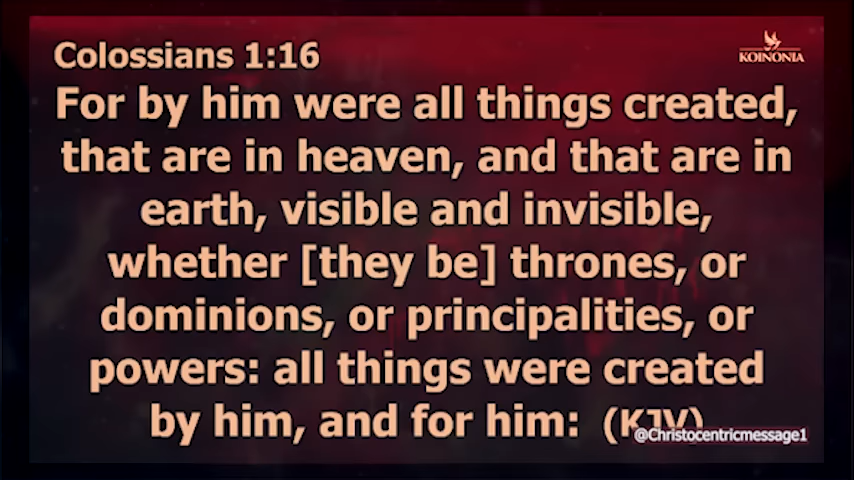 Colossians 1:16
KOINONIA
For by him were all things created,
that are in heaven, and that are in
earth, visible and invisible,
whether [they be] thrones, or
dominions, or principalities, or
powers: all things were created
by him, and for him: (KJV)
@Christocentricmessage1